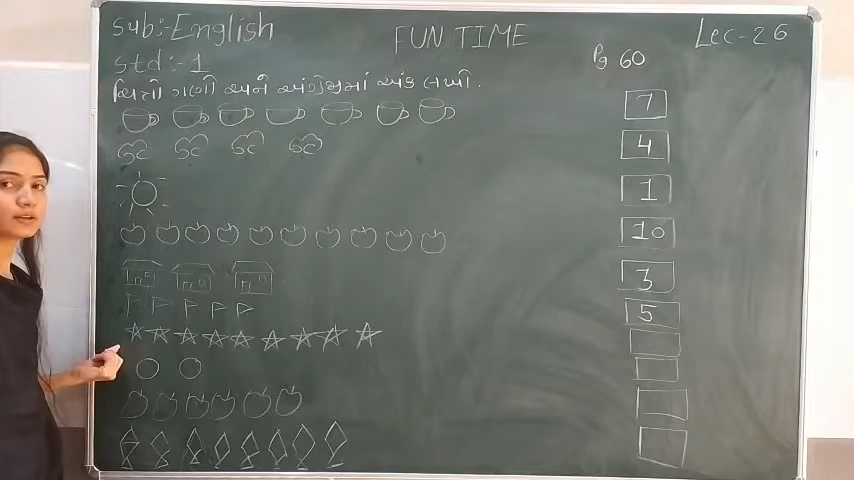 Sub:-English
FUN TIME
Lec-26
Std:-1
Pg 60
ચિત્રો ગણી અને અંગ્રેજીમાં અંક લખો.
7
4
1
10
3
5